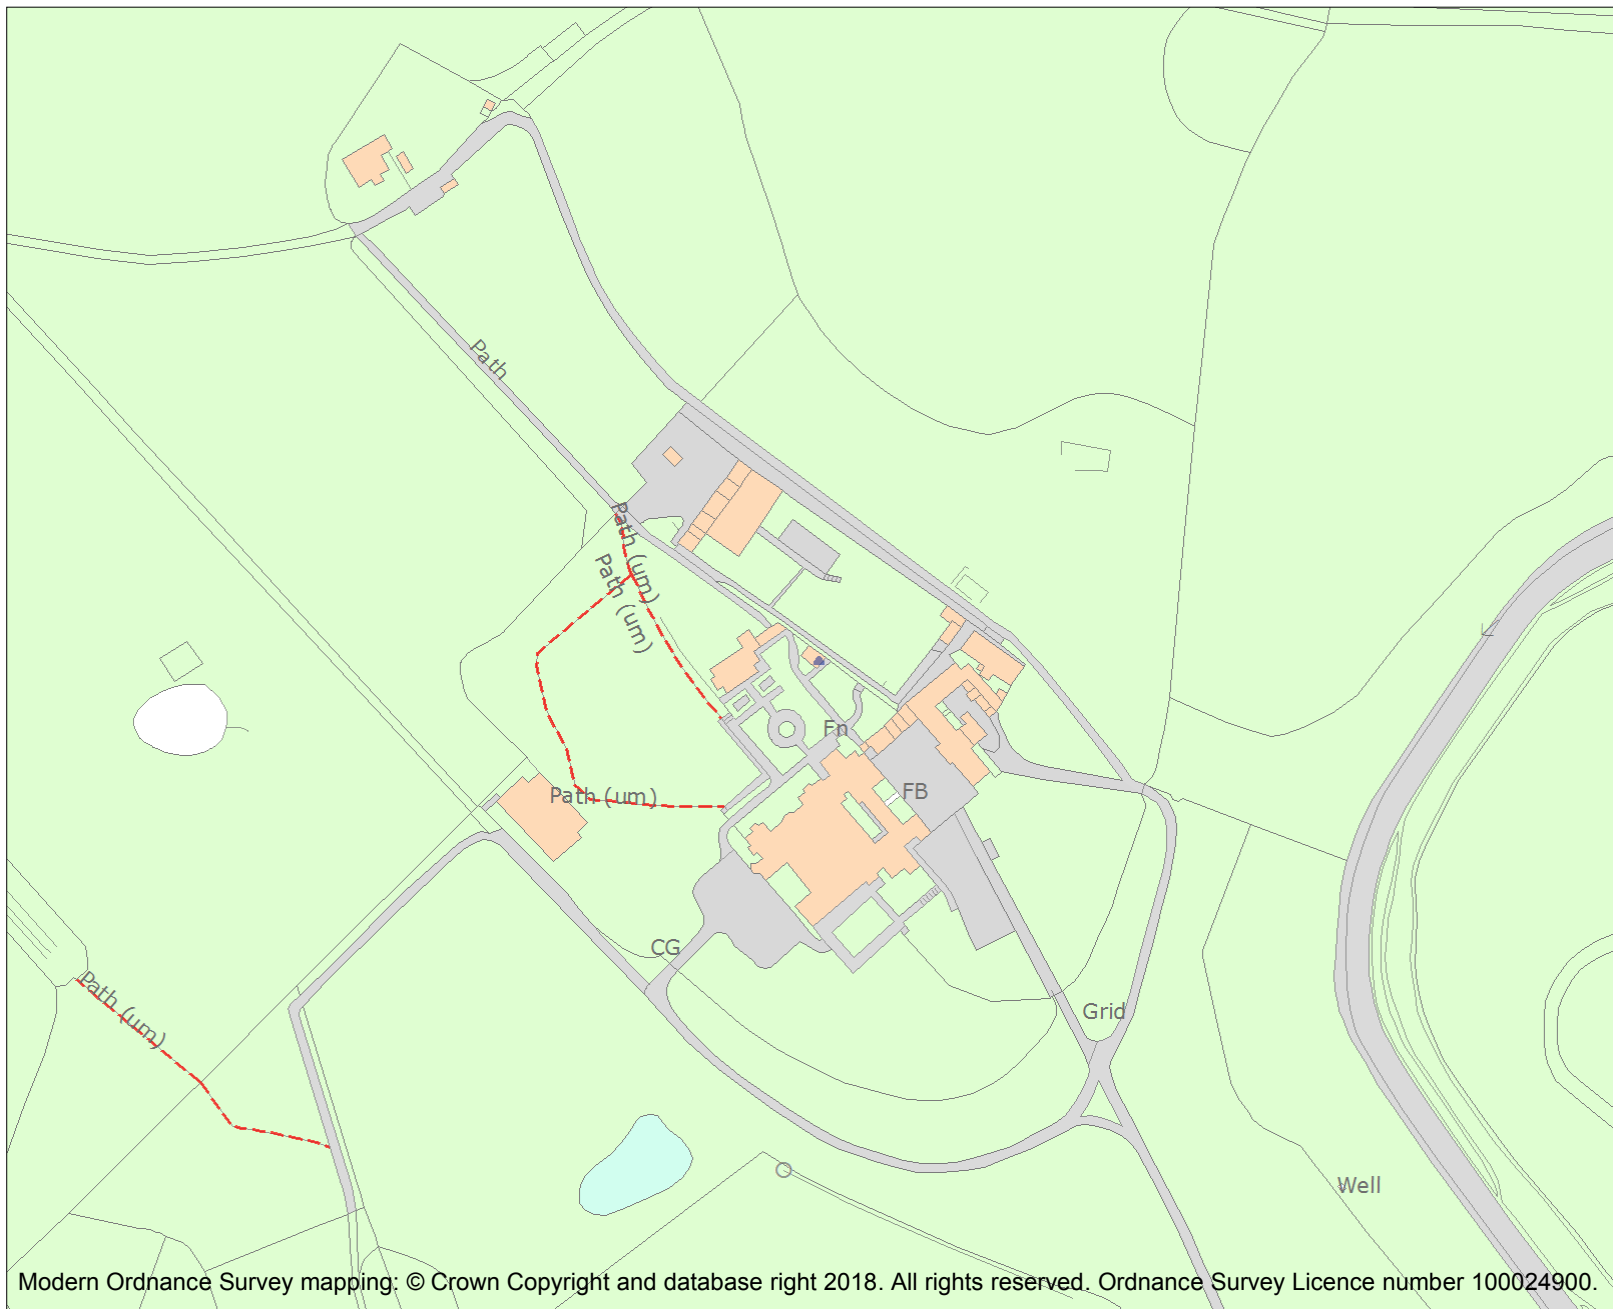 Path
Path (um)
Path (um)
Fn
FB
Path (um)
CG
Path (um)
Grid
Well
Modern Ordnance Survey mapping: © Crown Copyright and database right 2018. All rights reserved. Ordnance Survey Licence number 100024900.